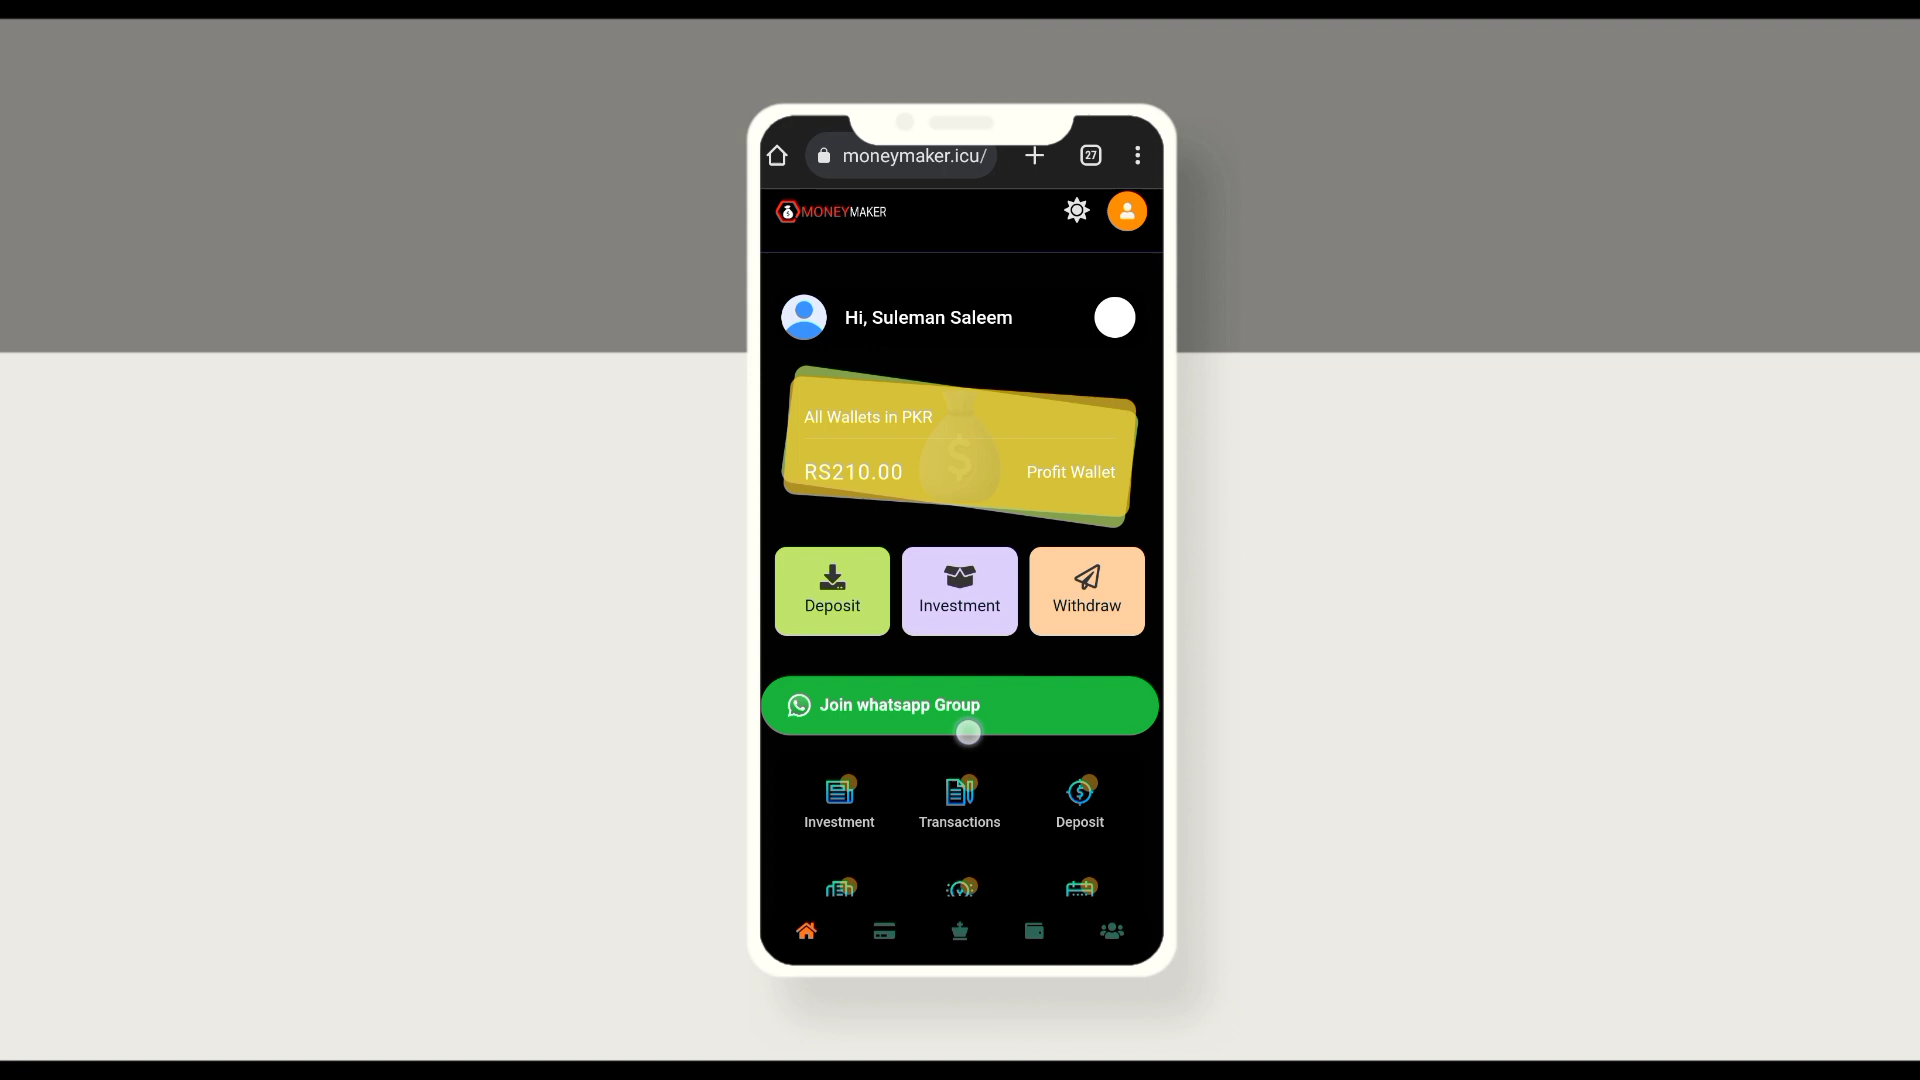 moneymaker.icu/
27
MONEYMAKER
Hi, Suleman Saleem
All Wallets in PKR
RS210.00
Profit Wallet
Deposit
Investment
Withdraw
Join whatsapp Group
Investment
Transactions
Deposit